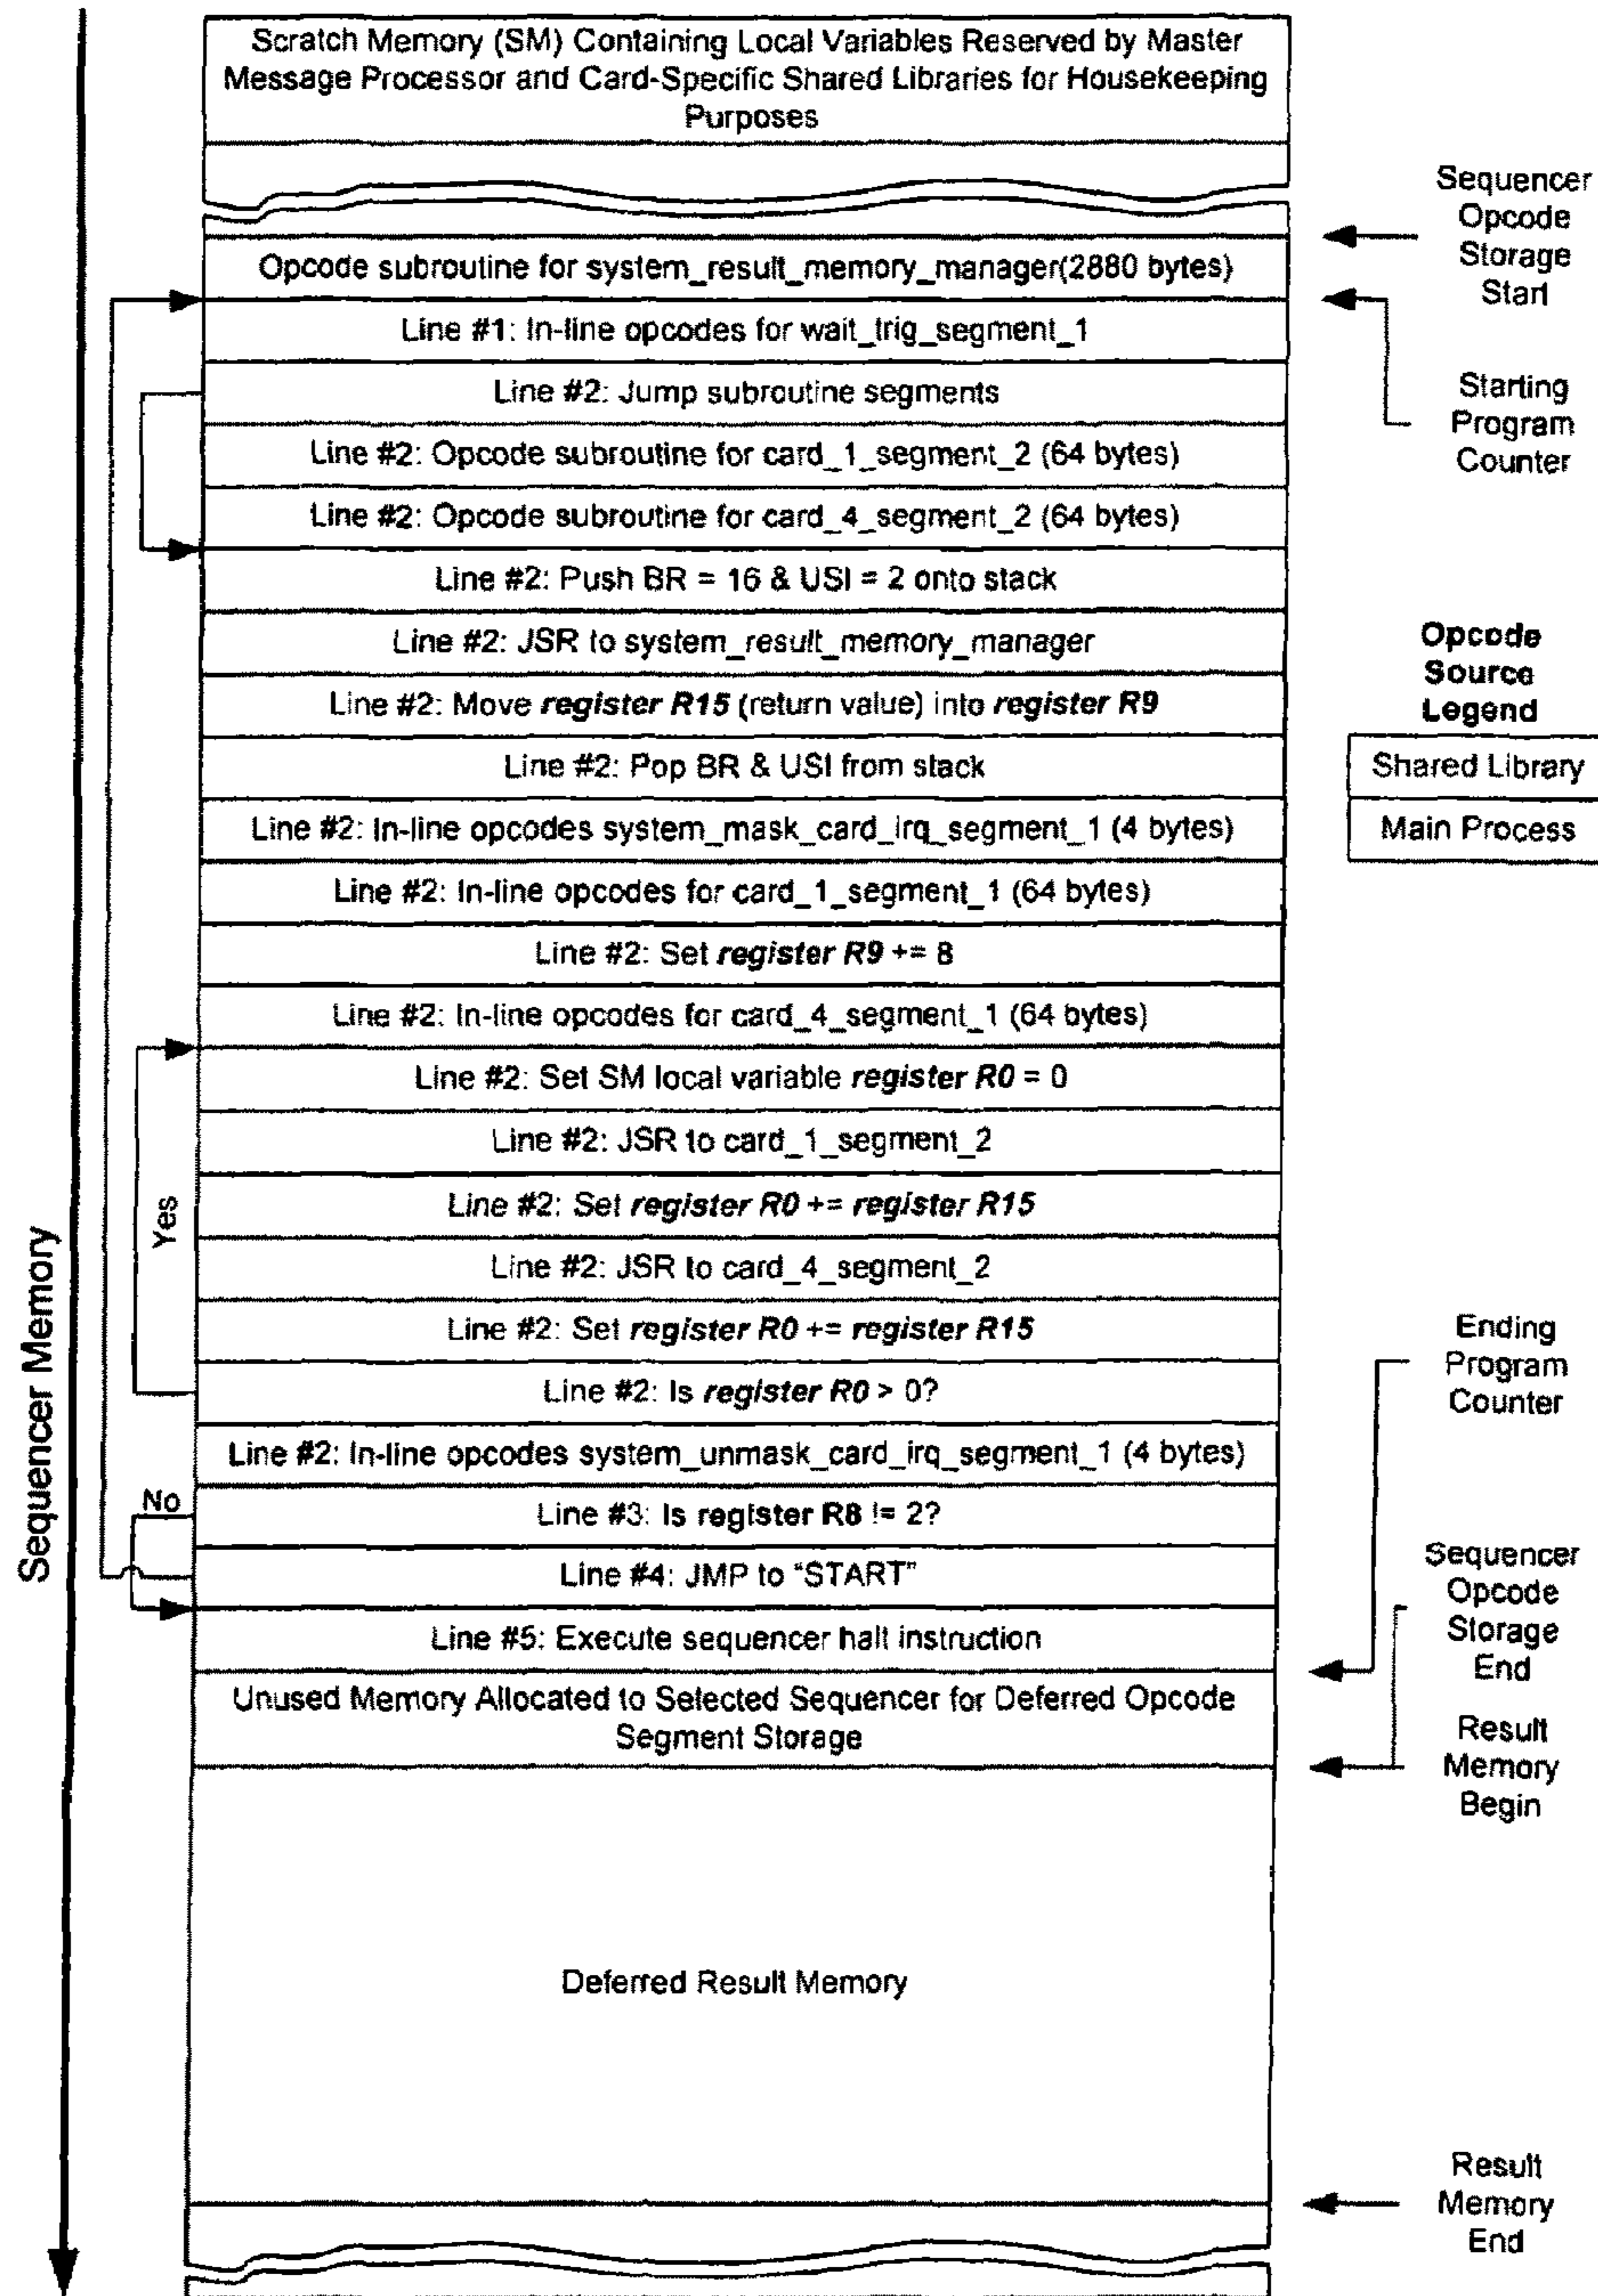 Scratch Memory (SM) Containing Local Variables Reserved by Master
Message Processor and Card-Specific Shared Libraries for Housekeeping
Purposes
Sequencer
Opcode
Storage
Start
Opcode subroutine for system_result_memory_manager(2880 bytes)
Line #1: In-line opcodes for wait_trig_segment_1
Line #2: Jump subroutine segments
Starting
Program
Counter
Line #2: Opcode subroutine for card_1_segment_2 (64 bytes)
Line #2: Opcode subroutine for card_4_segment_2 (64 bytes)
Line #2: Push BR = 16 & USI = 2 onto stack
Line #2: JSR to system_result_memory_manager
Opcode
Source
Legend
Shared Library
Main Process
Line #2: Move register R15 (return value) into register R9
Line #2: Pop BR & USI from stack
Line #2: In-line opcodes system_mask_card_irq_segment_1 (4 bytes)
Line #2: In-line opcodes for card_1_segment_1 (64 bytes)
Line #2: Set register R9 += 8
Line #2: In-line opcodes for card_4_segment_1 (64 bytes)
Line #2: Set SM local variable register R0 = 0
Line #2: JSR to card_1_segment_2
Line #2: Set register R0 += register R15
Line #2: JSR to card_4_segment_2
Line #2: Set register R0 += register R15
Line #2: Is register R0 > 0?
Yes
Ending
Program
Counter
Line #2: In-line opcodes system_unmask_card_irq_segment_1 (4 bytes)
No
Line #3: Is register R8 != 2?
Line #4: JMP to "START"
Line #5: Execute sequencer halt instruction
Sequencer
Opcode
Storage
End
Unused Memory Allocated to Selected Sequencer for Deferred Opcode
Segment Storage
Result
Memory
Begin
Sequencer Memory
Deferred Result Memory
Result
Memory
End